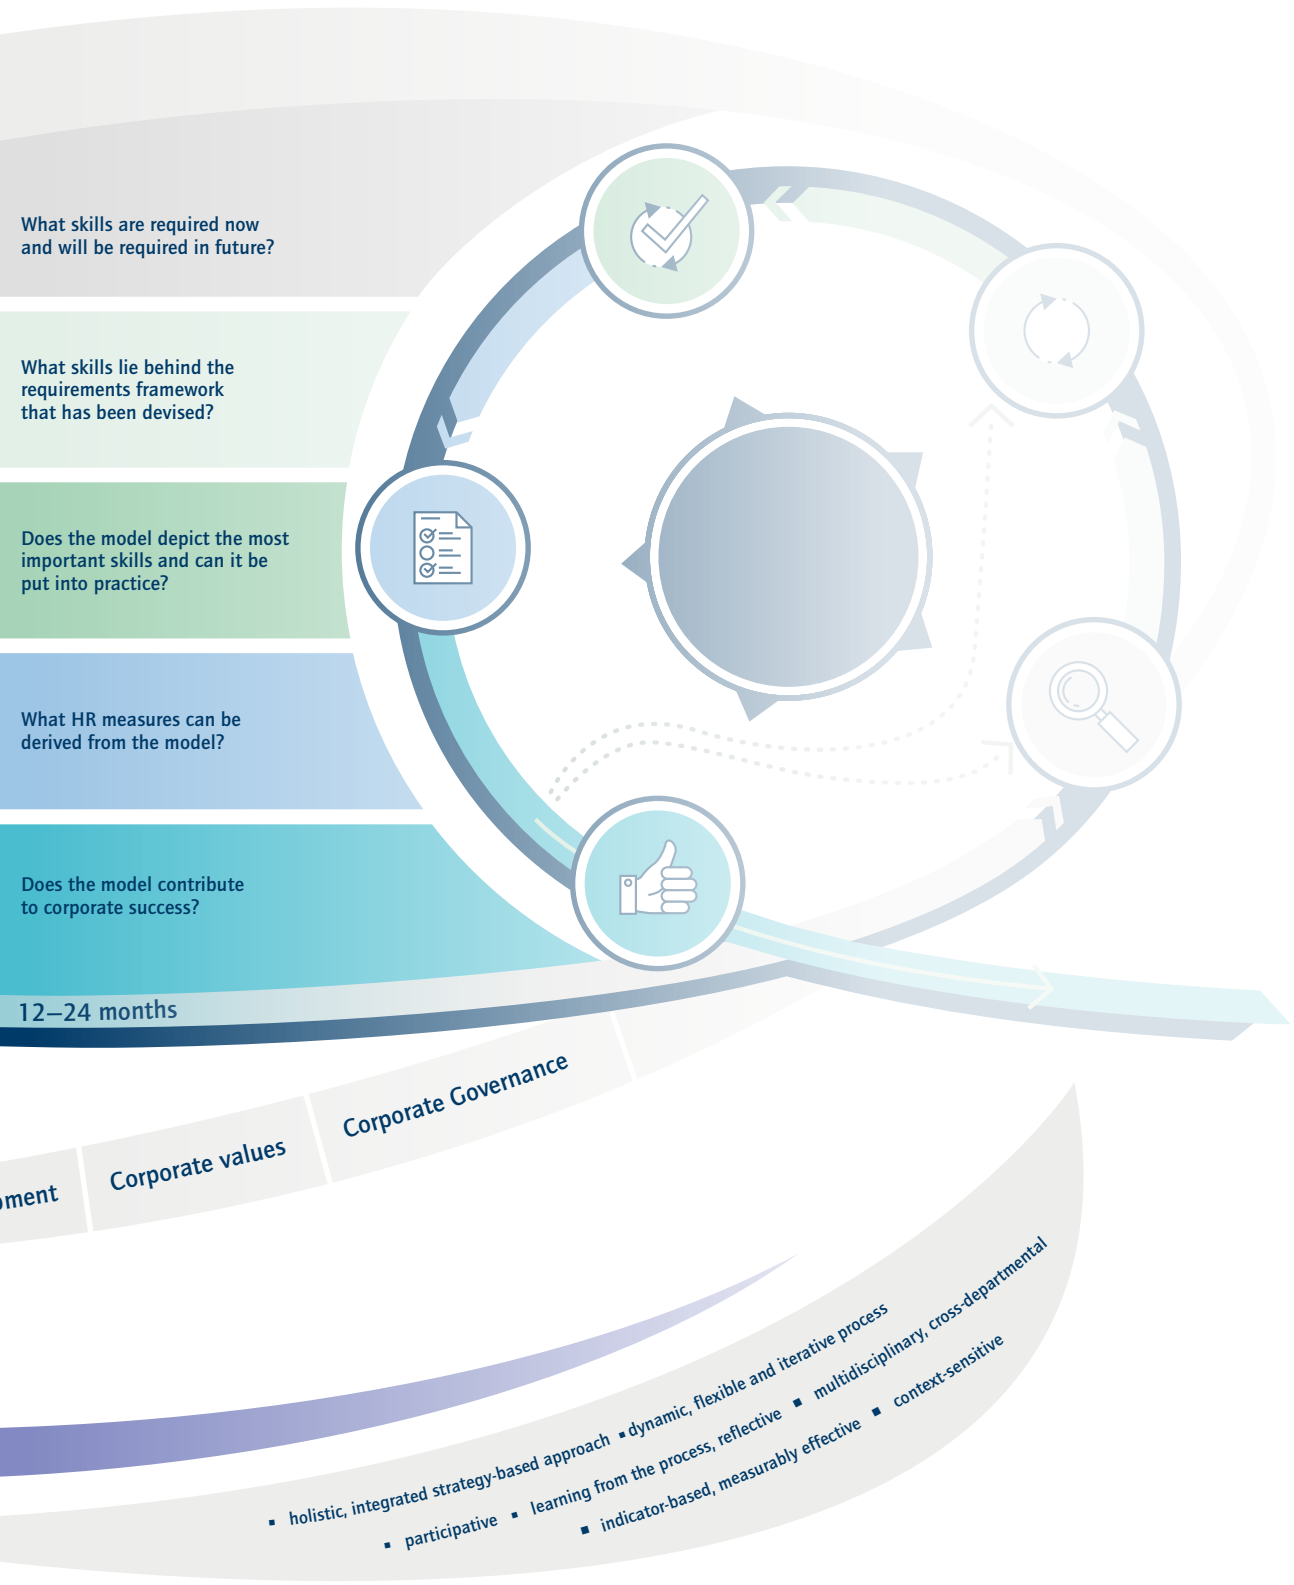 What skills are required now
and will be required in future?
What skills lie behind the
requirements framework
that has been devised?
Does the model depict the most
important skills and can it be
put into practice?
What HR measures can be
derived from the model?
Does the model contribute
to corporate success?
12–24 months
Corporate Governance
Corporate values
▪ holistic, integrated strategy-based approach ▪ dynamic, flexible and iterative process
▪ participative ▪ learning from the process, reflective ▪ multidisciplinary, cross-departmental
▪ indicator-based, measurably effective ▪ context-sensitive